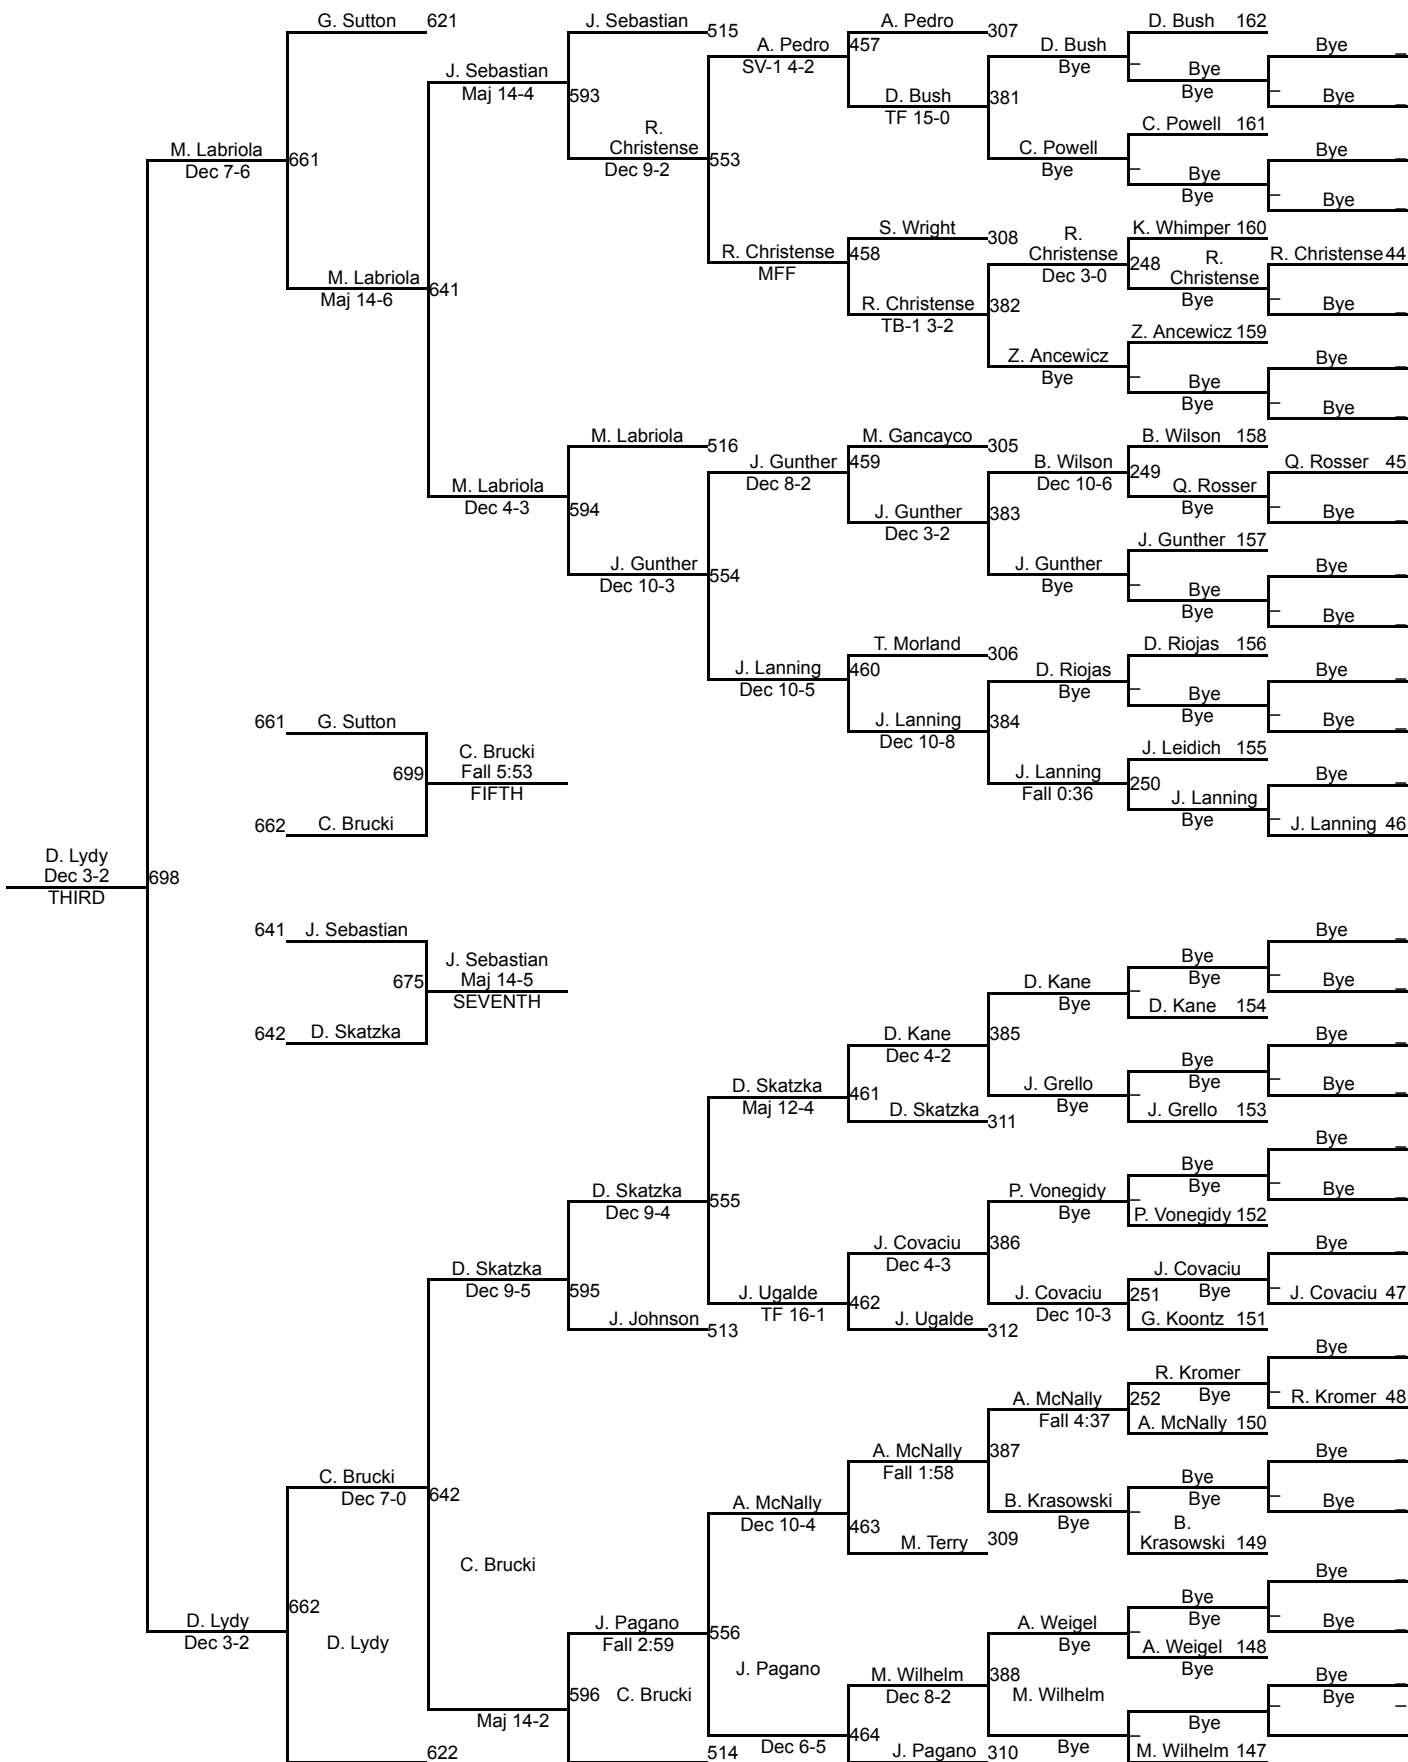 G. Sutton 621
J. Sebastian 515
A. Pedro 307
D. Bush 162
A. Pedro 457
SV-1 4-2
D. Bush
Bye
Bye _
J. Sebastian
Maj 14-4
593
D. Bush 381
TF 15-0
_ Bye
Bye
_ Bye _
R.
Christense 553
Dec 9-2
C. Powell 161
C. Powell
Bye
Bye _
M. Labriola 661
Dec 7-6
_ Bye
Bye
_ Bye _
S. Wright 308
K. Whimper 160
R. Christense 458
MFF
R.
Christense 248
Dec 3-0
R. Christense 44
R.
Christense
Bye
M. Labriola 641
Maj 14-6
R. Christense 382
TB-1 3-2
_ Bye _
Z. Ancewicz 159
Z. Ancewicz
Bye
Bye _
_ Bye
Bye
_ Bye _
M. Labriola 516
M. Gancayco 305
B. Wilson 158
J. Gunther 459
Dec 8-2
B. Wilson 249
Dec 10-6
Q. Rosser 45
M. Labriola 594
Dec 4-3
Q. Rosser
Bye
J. Gunther 383
Dec 3-2
_ Bye _
J. Gunther 157
J. Gunther 554
Dec 10-3
J. Gunther
Bye
Bye _
_ Bye
Bye
_ Bye _
T. Morland 306
D. Riojas 156
J. Lanning 460
Dec 10-5
D. Riojas
Bye
Bye _
_ Bye
Bye
661 G. Sutton
J. Lanning 384
Dec 10-8
_ Bye _
C. Brucki
699 Fall 5:53
FIFTH
J. Leidich 155
J. Lanning 250
Fall 0:36
Bye _
J. Lanning
Bye
662 C. Brucki
_ J. Lanning 46
D. Lydy
Dec 3-2 698
THIRD
641 J. Sebastian
Bye _
J. Sebastian
675 Maj 14-5
SEVENTH
Bye
Bye
D. Kane
Bye
_ Bye _
_ D. Kane 154
642 D. Skatzka
D. Kane 385
Dec 4-2
Bye _
Bye
Bye
D. Skatzka 461
Maj 12-4
J. Grello
Bye
_ Bye _
D. Skatzka 311
_ J. Grello 153
Bye _
Bye
Bye
D. Skatzka 555
Dec 9-4
P. Vonegidy
Bye
_ Bye _
_ P. Vonegidy 152
J. Covaciu 386
Dec 4-3
Bye _
D. Skatzka 595
Dec 9-5
J. Covaciu
Bye
J. Ugalde 462
TF 16-1
J. Covaciu 251
Dec 10-3
_ J. Covaciu 47
J. Johnson 513
J. Ugalde 312
G. Koontz 151
Bye _
R. Kromer
Bye
A. McNally 252
Fall 4:37
_ R. Kromer 48
A. McNally 150
A. McNally 387
Fall 1:58
Bye _
C. Brucki 642
Dec 7-0
Bye
Bye
A. McNally 463
Dec 10-4
B. Krasowski
Bye
_ Bye _
M. Terry 309
_ B.
Krasowski 149
C. Brucki
Bye _
662
Bye
Bye
D. Lydy
Dec 3-2
D. Lydy
J. Pagano 556
Fall 2:59
A. Weigel
Bye
_ Bye _
_ A. Weigel 148
Bye
J. Pagano
M. Wilhelm 388
Dec 8-2
Bye _
Bye _
596 C. Brucki
M. Wilhelm
_
Maj 14-2
464
_ Bye
622
514 Dec 6-5
J. Pagano 310
Bye
M. Wilhelm 147